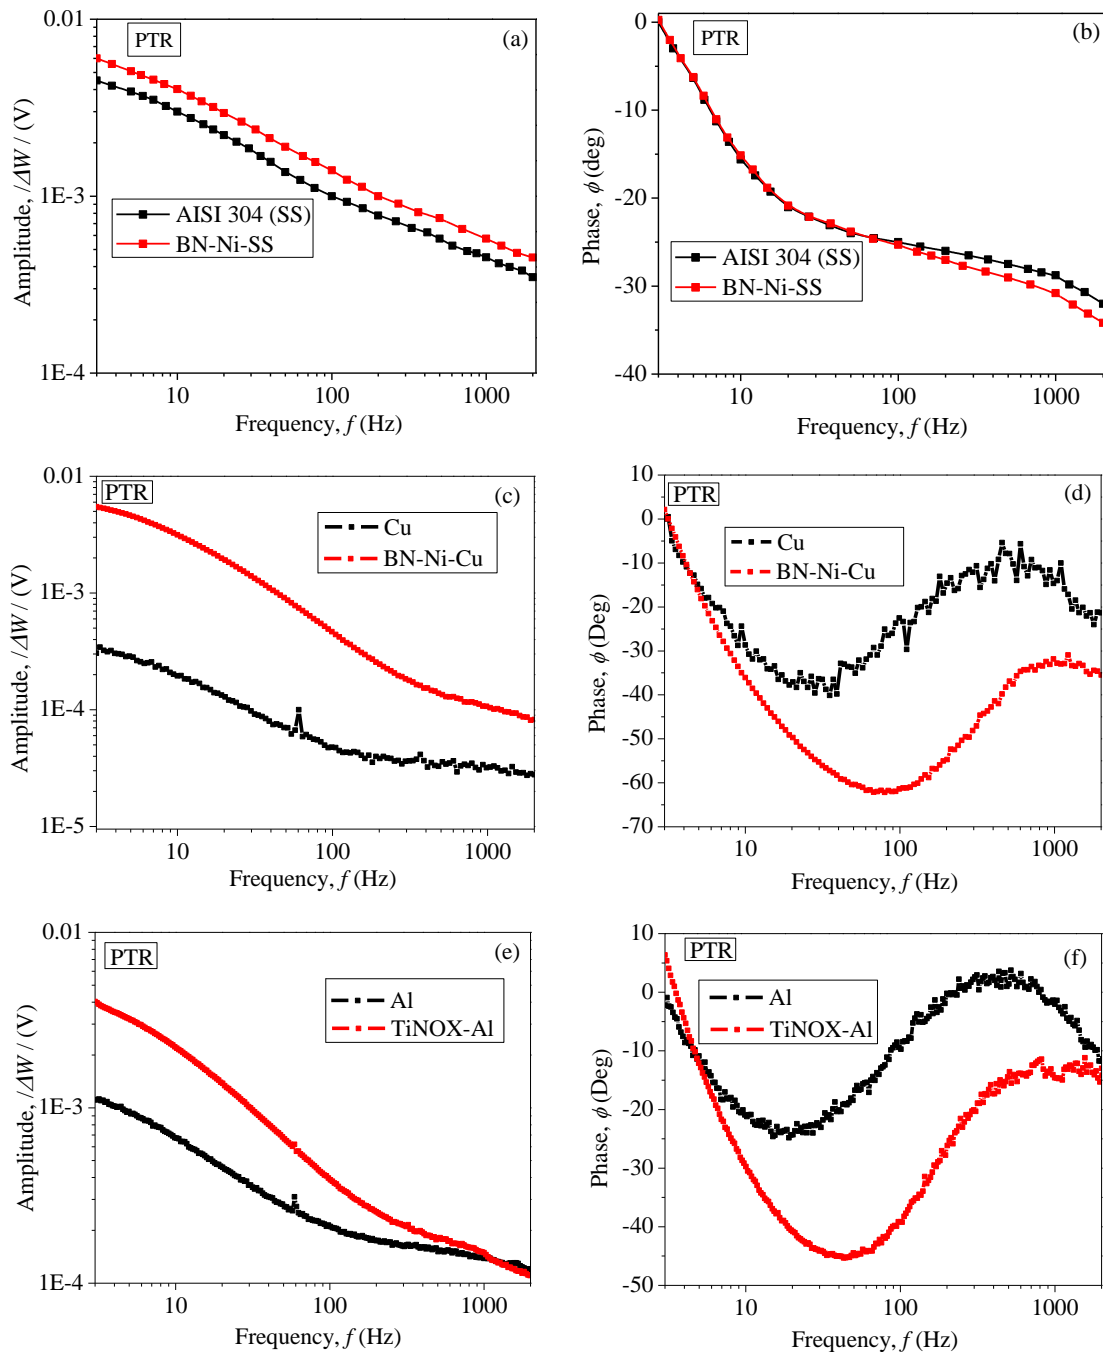 0.01
PTR
(a)
1E-3
AISI 304 (SS)
BN-Ni-SS
1E-4
10
100
1000
Amplitude, /ΔW / (V)
Frequency, f (Hz)
0
PTR
(b)
-10
-20
AISI 304 (SS)
BN-Ni-SS
-30
-40
10
100
1000
Phase, ϕ (deg)
Frequency, f (Hz)
0.01
PTR
(c)
Cu
BN-Ni-Cu
1E-3
1E-4
1E-5
10
100
1000
Amplitude, /ΔW / (V)
Frequency, f (Hz)
10
PTR
(d)
0
Cu
BN-Ni-Cu
-10
-20
-30
-40
-50
-60
-70
10
100
1000
Phase, ϕ (Deg)
Frequency, f (Hz)
0.01
PTR
(e)
Al
TiNOX-Al
1E-3
1E-4
10
100
1000
Amplitude, /ΔW / (V)
Frequency, f (Hz)
10
PTR
(f)
0
Al
TiNOX-Al
-10
-20
-30
-40
-50
10
100
1000
Phase, ϕ (Deg)
Frequency, f (Hz)